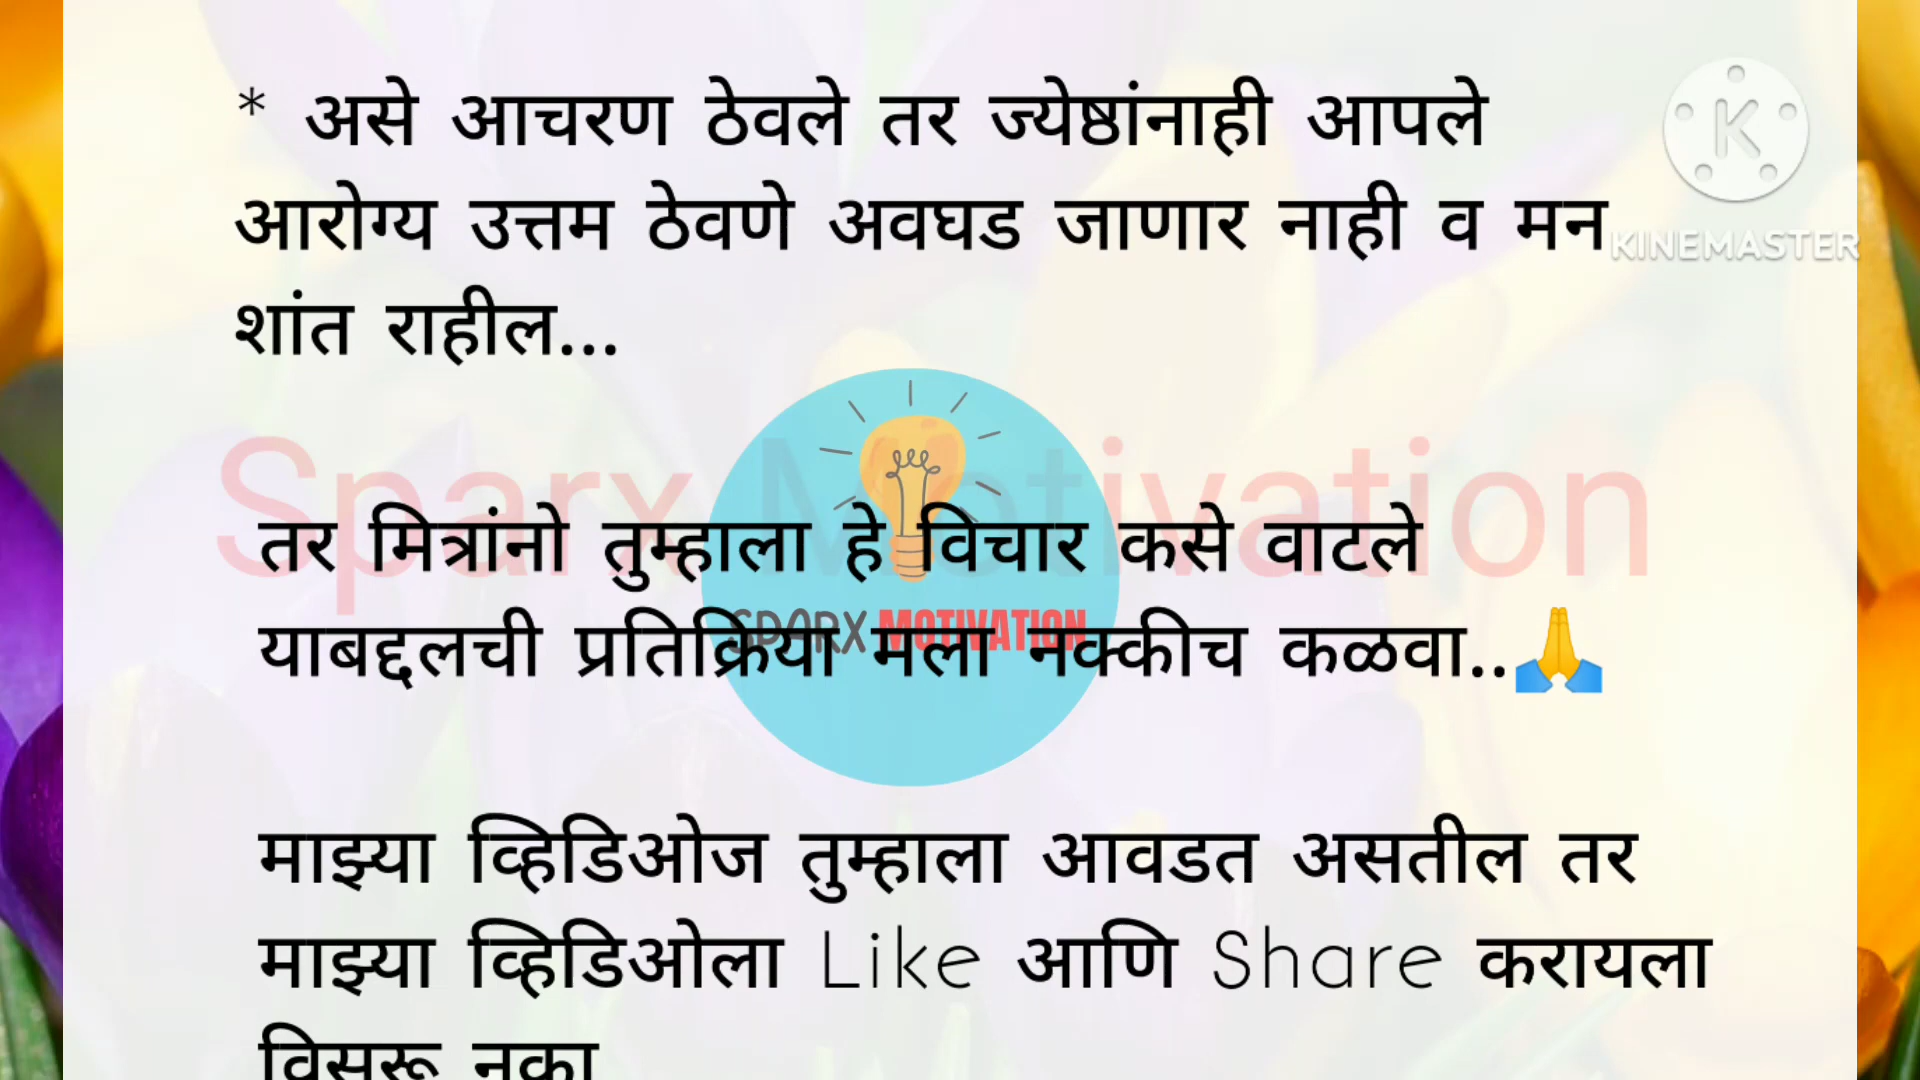 * असे आचरण ठेवले तर ज्येष्ठांनाही आपले
आरोग्य उत्तम ठेवणे अवघड जाणार नाही व मन
शांत राहील...
K
KINEMASTER
Sparx Motivation
तर मित्रांनो तुम्हाला हे विचार कसे वाटले
SPARX MOTIVATION
याबद्दलची प्रतिक्रिया मला नक्कीच कळवा..🙏
माझ्या व्हिडिओज तुम्हाला आवडत असतील तर
माझ्या व्हिडिओला Like आणि Share करायला
विसरू नका